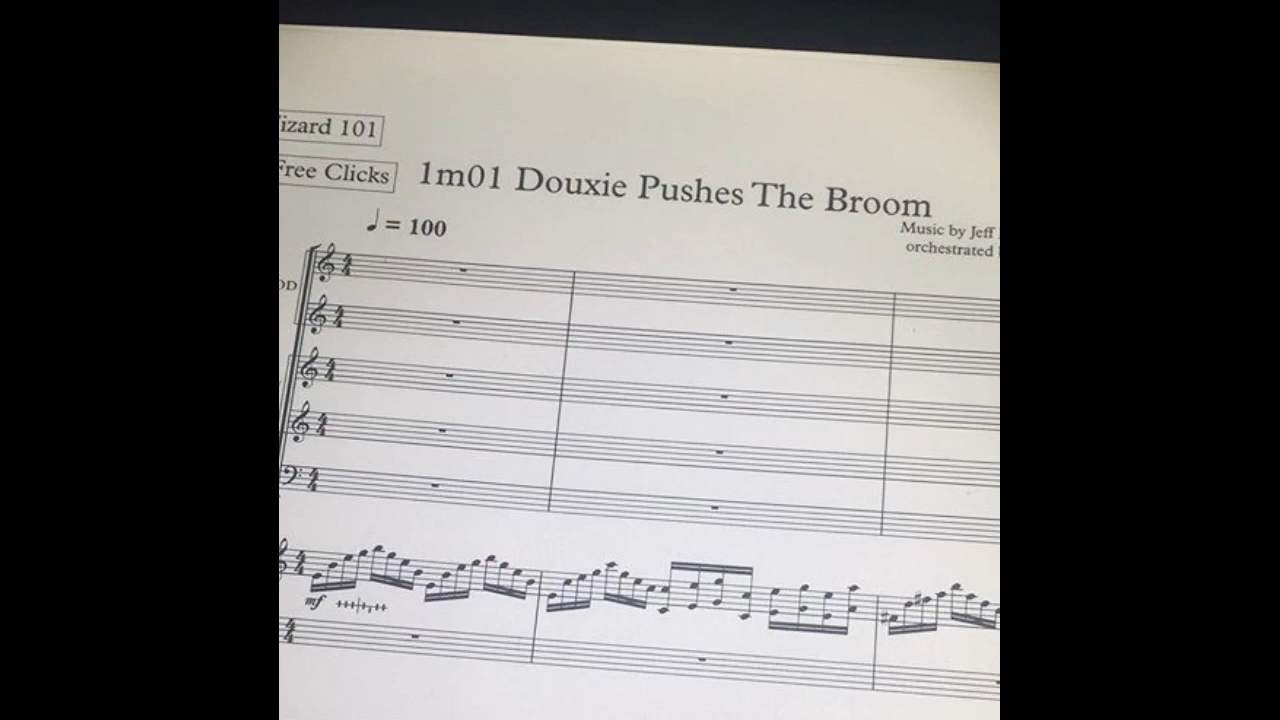 izard 101
Free Clicks
1m01 Douxie Pushes The Broom
♩ = 100
Music by Jeff
orchestrated
mf